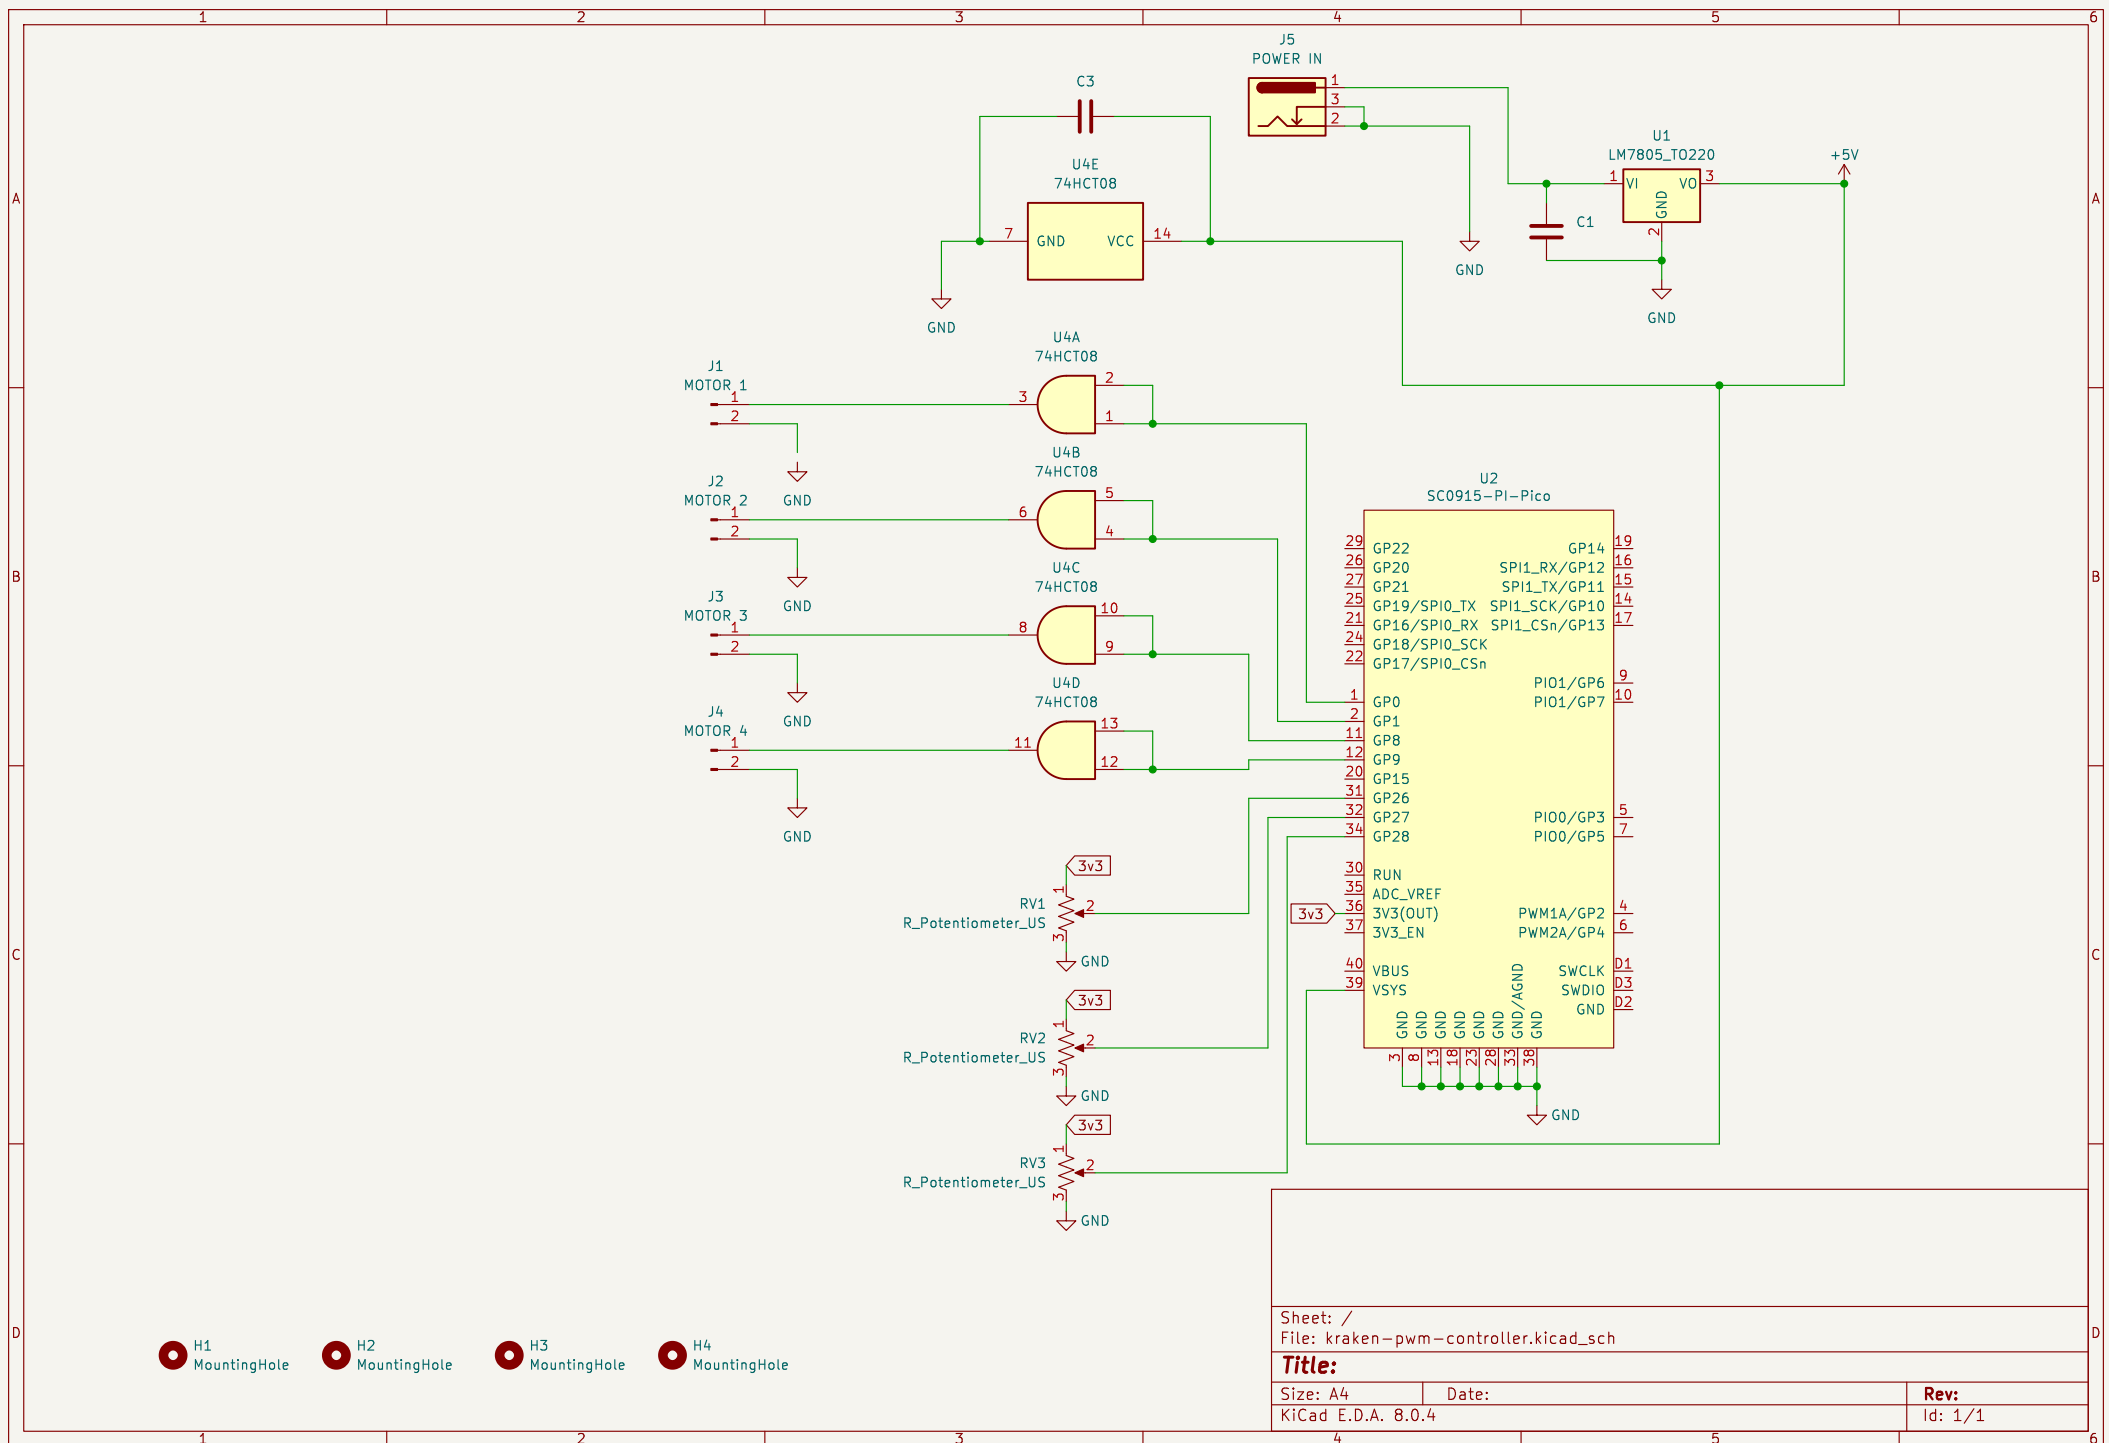 1 2 3 4 5 6
A
B
C
D
A
B
C
D
J5
POWER IN
1
3
2
C3
U4E
74HCT08
7 GND VCC 14
GND
GND
U1
LM7805_TO220
1 VI VO 3
GND
2
+5V
C1
GND
U4A
74HCT08
3
2
1
J1
MOTOR 1
1
2
GND
U4B
74HCT08
6
5
4
J2
MOTOR 2
1
2
GND
U4C
74HCT08
8
10
9
J3
MOTOR 3
1
2
GND
U4D
74HCT08
11
13
12
J4
MOTOR 4
1
2
GND
U2
SC0915-PI-Pico
29 GP22 GP14 19
26 GP20 SPI1_RX/GP12 16
27 GP21 SPI1_TX/GP11 15
25 GP19/SPI0_TX SPI1_SCK/GP10 14
21 GP16/SPI0_RX SPI1_CSn/GP13 17
24 GP18/SPI0_SCK
22 GP17/SPI0_CSn
PIO1/GP6 9
1 GP0 PIO1/GP7 10
2 GP1
11 GP8
12 GP9
20 GP15
31 GP26
32 GP27 PIO0/GP3 5
34 GP28 PIO0/GP5 7
30 RUN
35 ADC_VREF
3v3 36 3V3(OUT) PWM1A/GP2 4
37 3V3_EN PWM2A/GP4 6
40 VBUS SWCLK D1
39 VSYS SWDIO D3
GND D2
GND GND GND GND GND GND GND/AGND GND
3 8 13 18 23 28 33 38
GND
3v3
RV1
R_Potentiometer_US
1
2
3
GND
3v3
RV2
R_Potentiometer_US
1
2
3
GND
3v3
RV3
R_Potentiometer_US
1
2
3
GND
H1
MountingHole
H2
MountingHole
H3
MountingHole
H4
MountingHole
Sheet: /
File: kraken-pwm-controller.kicad_sch
Title:
Size: A4 Date: Rev:
KiCad E.D.A. 8.0.4 Id: 1/1
1 2 3 4 5 6